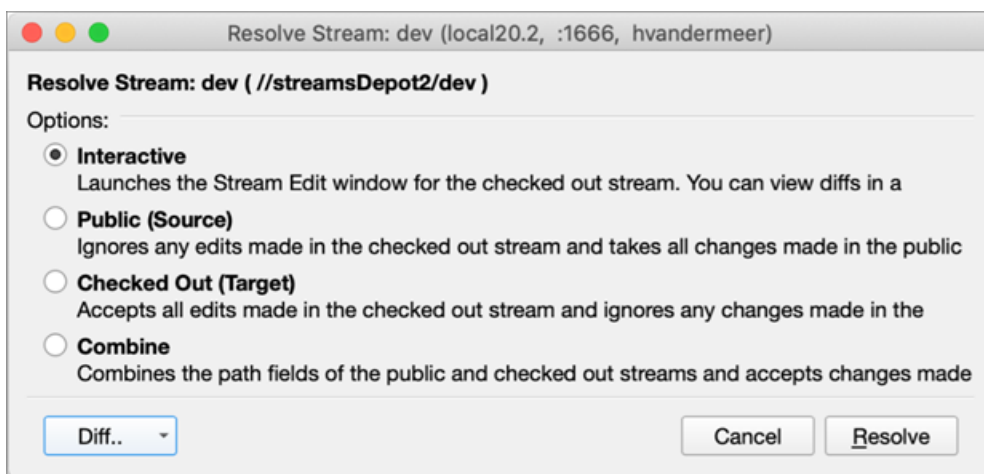 Resolve Stream: dev (local20.2, :1666, hvandermeer)
Resolve Stream: dev ( //streamsDepot2/dev )
Options:
Interactive
Launches the Stream Edit window for the checked out stream. You can view diffs in a
Public (Source)
Ignores any edits made in the checked out stream and takes all changes made in the public
Checked Out (Target)
Accepts all edits made in the checked out stream and ignores any changes made in the
Combine
Combines the path fields of the public and checked out streams and accepts changes made
Diff.. Cancel Resolve